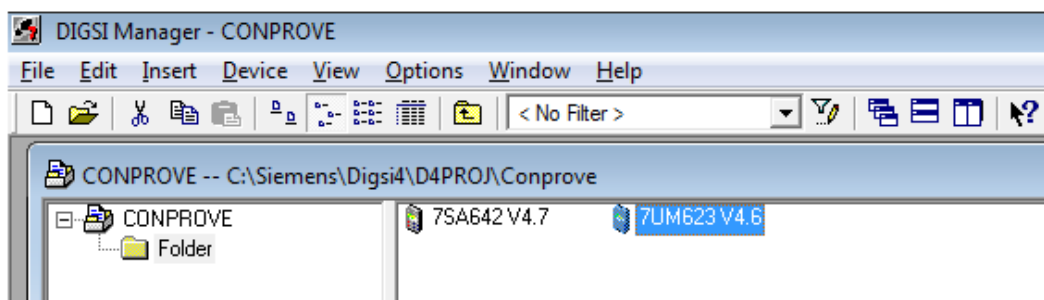 DIGSI Manager - CONPROVE
File Edit Insert Device View Options Window Help
< No Filter >
CONPROVE -- C:\Siemens\Digsi4\D4PROJ\Conprove
CONPROVE
Folder
7SA642 V4.7 7UM623 V4.6